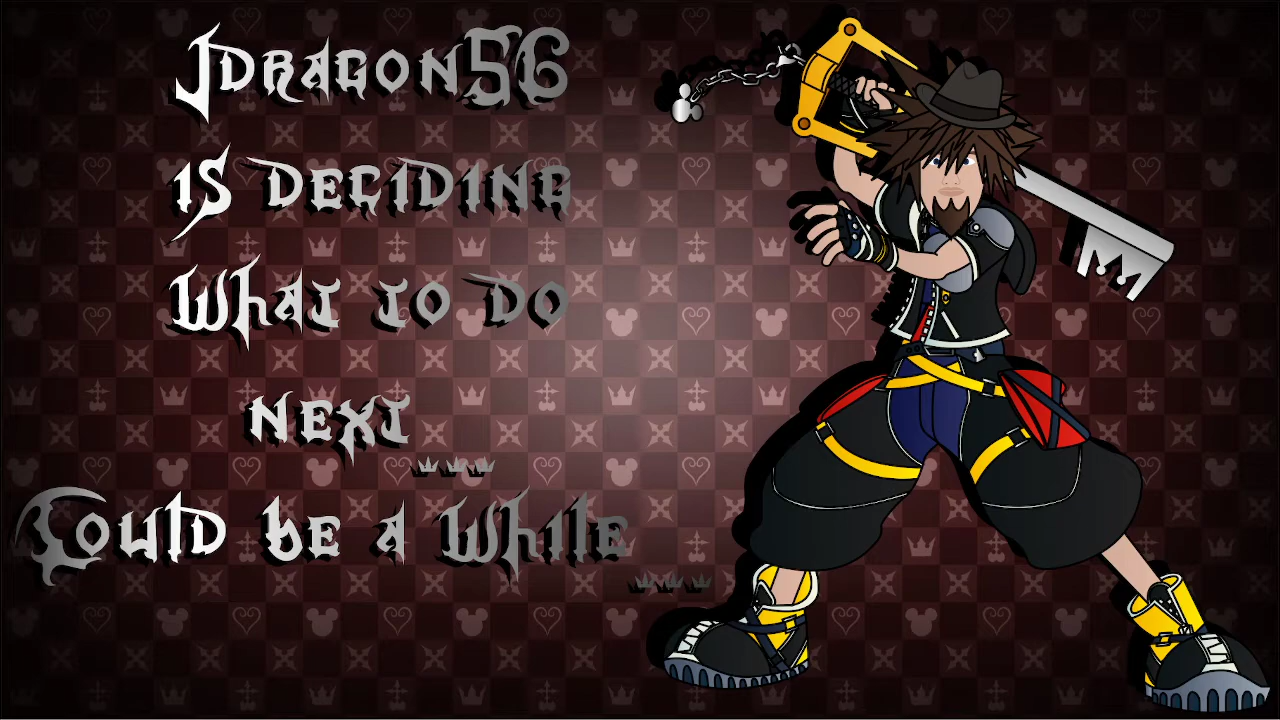 Jdragon56
is deciding
What to do
next...
Could be a While...